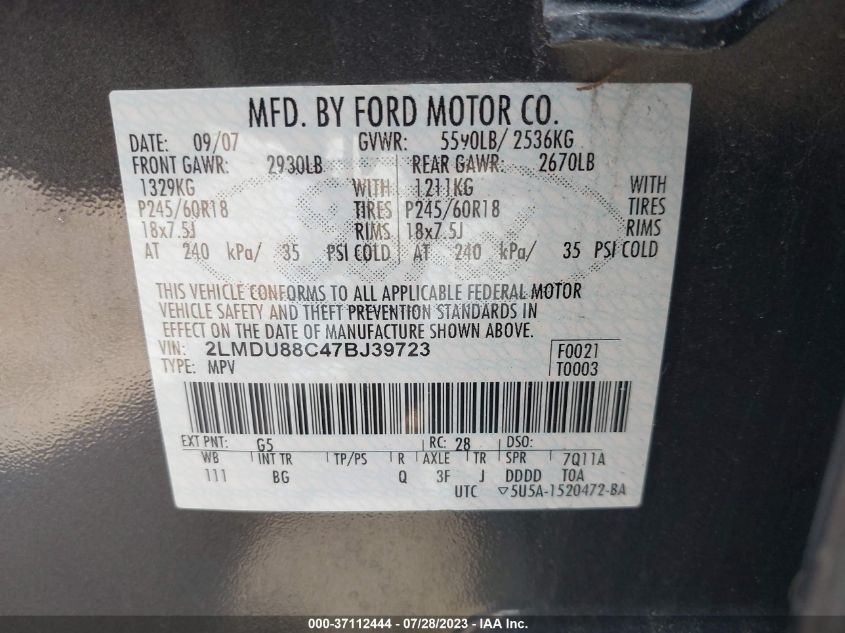 MFD. BY FORD MOTOR CO.
DATE: 09/07 GVWR: 5590LB/ 2536KG
FRONT GAWR: 2930LB REAR GAWR: 2670LB
1329KG WITH 1211KG WITH
P245/60R18 TIRES P245/60R18 TIRES
18x7.5J RIMS 18x7.5J RIMS
AT 240 kPa/ 35 PSI COLD AT 240 kPa/ 35 PSI COLD
THIS VEHICLE CONFORMS TO ALL APPLICABLE FEDERAL MOTOR
VEHICLE SAFETY AND THEFT PREVENTION STANDARDS IN
EFFECT ON THE DATE OF MANUFACTURE SHOWN ABOVE.
VIN: 2LMDU88C47BJ39723 F0021
TYPE: MPV T0003
EXT PNT: G5 RC: 28 DSO:
WB INT TR TP/PS R AXLE TR SPR 7Q11A
111 BG Q 3F J DDDD T0A
UTC ▽5U5A-1520472-BA
000-37112444 / 07/28/2023 - IAA Inc.